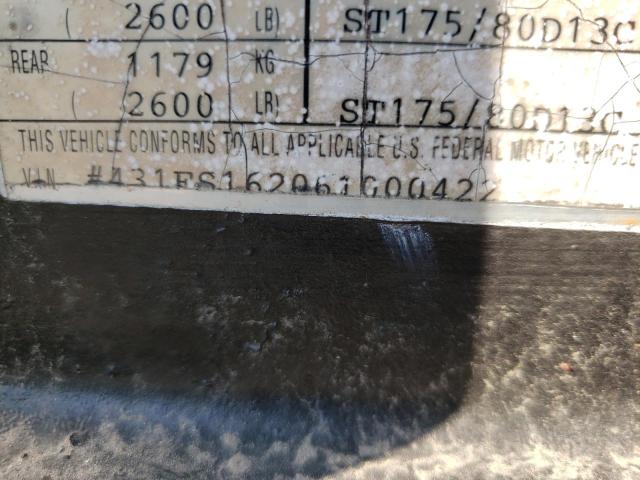 ( 2600 LB) ST175/80D13C
REAR 1179 KG
( 2600 LB) ST175/80D13C
THIS VEHICLE CONFORMS TO ALL APPLICABLE U.S. FEDERAL MOTOR VEHICLE
VIN #431FS162061000422